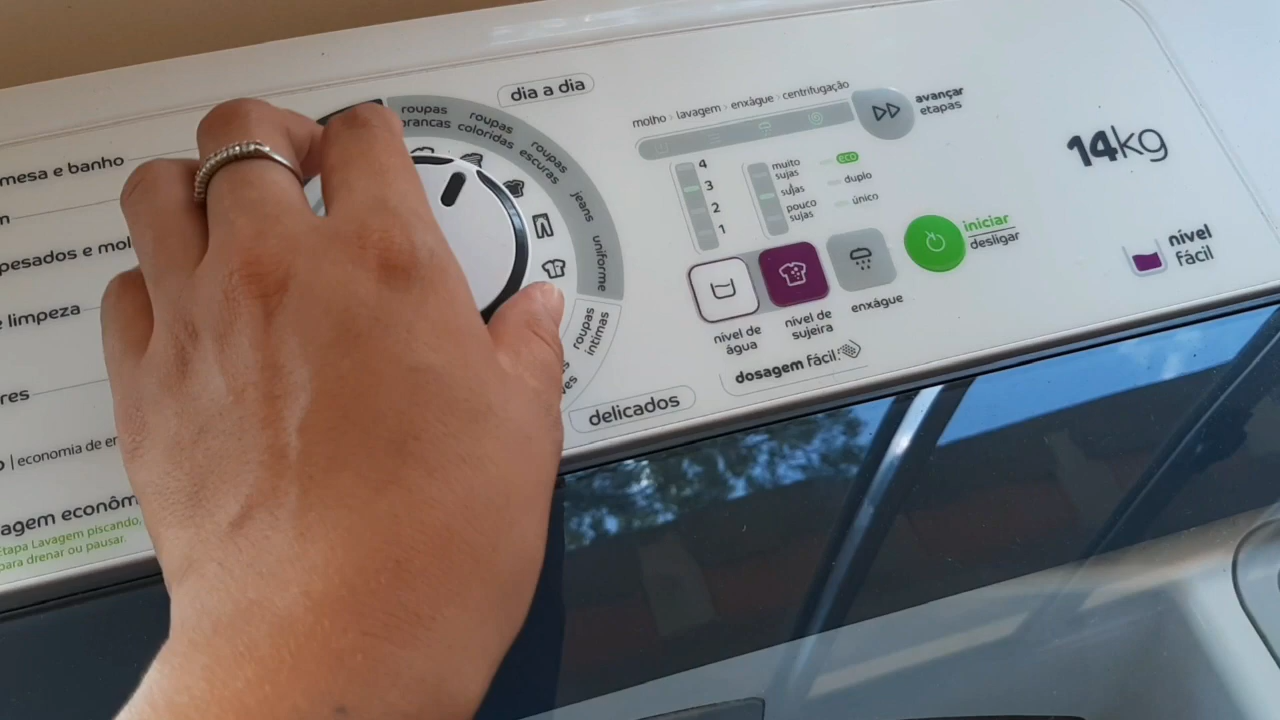 mesa e banho
pesados e mol
e limpeza
res
economia de en
agem econôm
Etapa Lavagem piscando,
para drenar ou pausar.
dia a dia
roupas
brancas
roupas
coloridas
roupas
escuras
jeans
uniforme
roupas
íntimas
delicados
molho › lavagem › enxágue › centrifugação
avançar
etapas
4
3
2
1
muito
sujas
sujas
pouco
sujas
eco
duplo
único
nível de
água
nível de
sujeira
enxágue
dosagem fácil
iniciar
desligar
14kg
nível
fácil